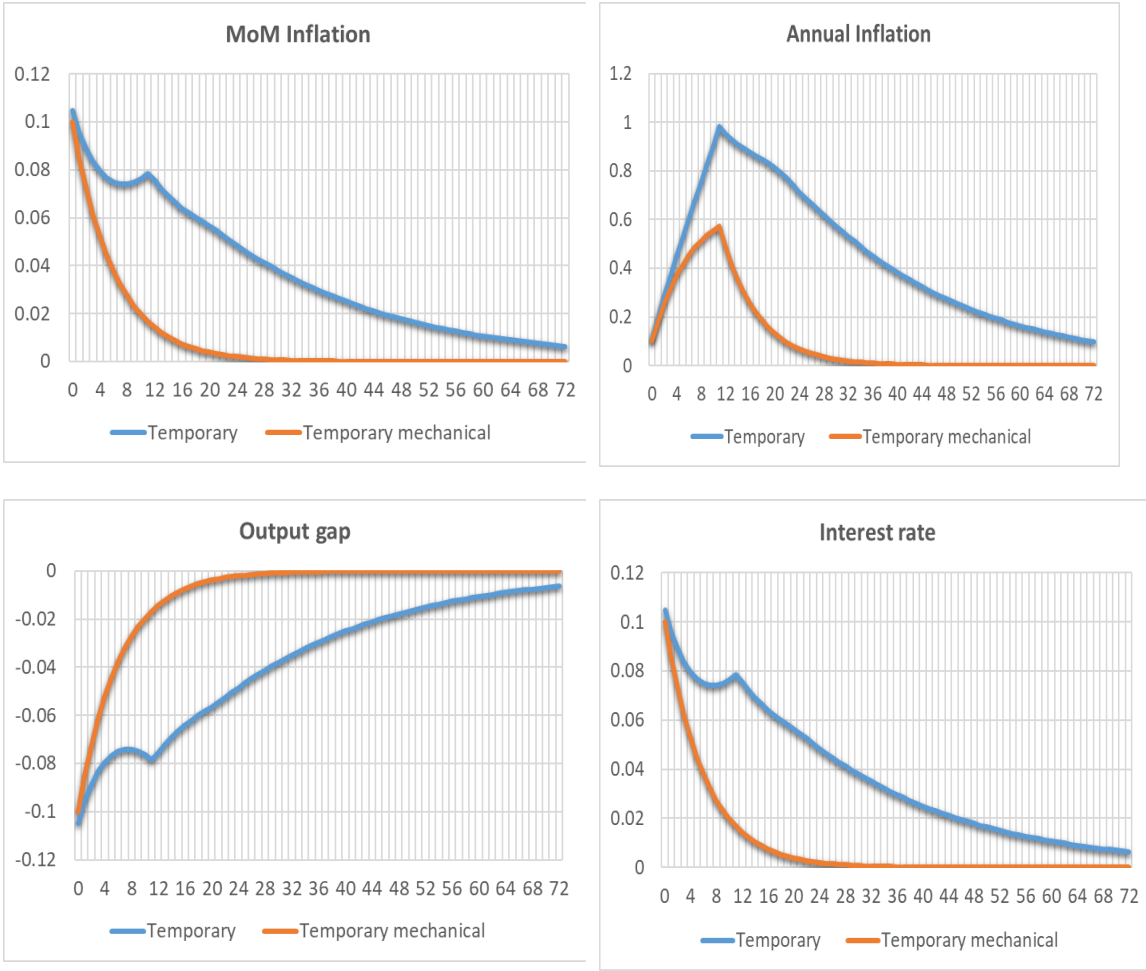 MoM Inflation
0.12
0.1
0.08
0.06
0.04
0.02
0
0 4 8 12 16 20 24 28 32 36 40 44 48 52 56 60 64 68 72
Temporary Temporary mechanical
Annual Inflation
1.2
1
0.8
0.6
0.4
0.2
0
0 4 8 12 16 20 24 28 32 36 40 44 48 52 56 60 64 68 72
Temporary Temporary mechanical
Output gap
0
-0.02
-0.04
-0.06
-0.08
-0.1
-0.12
0 4 8 12 16 20 24 28 32 36 40 44 48 52 56 60 64 68 72
Temporary Temporary mechanical
Interest rate
0.12
0.1
0.08
0.06
0.04
0.02
0
0 4 8 12 16 20 24 28 32 36 40 44 48 52 56 60 64 68 72
Temporary Temporary mechanical